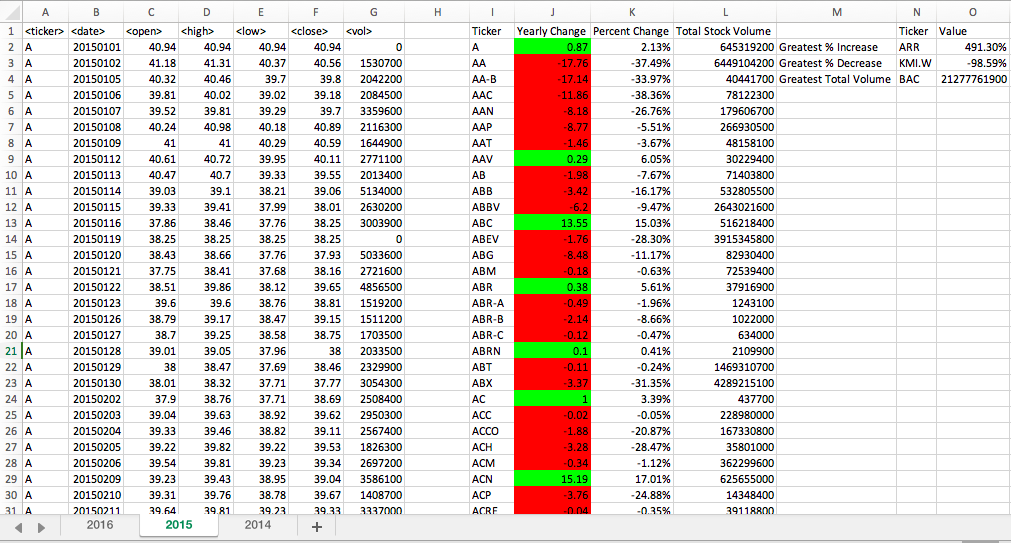 A B C D E F G H I J K L M N O
1 <ticker> <date> <open> <high> <low> <close> <vol> Ticker Yearly Change Percent Change Total Stock Volume Ticker Value
2 A 20150101 40.94 40.94 40.94 40.94 0 A 0.87 2.13% 645319200 Greatest % Increase ARR 491.30%
3 A 20150102 41.18 41.31 40.37 40.56 1530700 AA -17.76 -37.49% 6449104200 Greatest % Decrease KMI.W -98.59%
4 A 20150105 40.32 40.46 39.7 39.8 2042200 AA-B -17.14 -33.97% 40441700 Greatest Total Volume BAC 21277761900
5 A 20150106 39.81 40.02 39.02 39.18 2084500 AAC -11.86 -38.36% 78122300
6 A 20150107 39.52 39.81 39.29 39.7 3359600 AAN -8.18 -26.76% 179606700
7 A 20150108 40.24 40.98 40.18 40.89 2116300 AAP -8.77 -5.51% 266930500
8 A 20150109 41 41 40.29 40.59 1644900 AAT -1.46 -3.67% 48158100
9 A 20150112 40.61 40.72 39.95 40.11 2771100 AAV 0.29 6.05% 30229400
10 A 20150113 40.47 40.7 39.33 39.55 2013400 AB -1.98 -7.67% 71403800
11 A 20150114 39.03 39.1 38.21 39.06 5134000 ABB -3.42 -16.17% 532805500
12 A 20150115 39.33 39.41 37.99 38.01 2630200 ABBV -6.2 -9.47% 2643021600
13 A 20150116 37.86 38.46 37.76 38.25 3003900 ABC 13.55 15.03% 516218400
14 A 20150119 38.25 38.25 38.25 38.25 0 ABEV -1.76 -28.30% 3915345800
15 A 20150120 38.43 38.66 37.76 37.93 5033600 ABG -8.48 -11.17% 82930400
16 A 20150121 37.75 38.41 37.68 38.16 2721600 ABM -0.18 -0.63% 72539400
17 A 20150122 38.51 39.86 38.12 39.65 4856500 ABR 0.38 5.61% 37916900
18 A 20150123 39.6 39.6 38.76 38.81 1519200 ABR-A -0.49 -1.96% 1243100
19 A 20150126 38.79 39.17 38.47 39.15 1511200 ABR-B -2.14 -8.66% 1022000
20 A 20150127 38.7 39.25 38.58 38.75 1703500 ABR-C -0.12 -0.47% 634000
21 A 20150128 39.01 39.05 37.96 38 2033500 ABRN 0.1 0.41% 2109900
22 A 20150129 38 38.47 37.69 38.46 2329900 ABT -0.11 -0.24% 1469310700
23 A 20150130 38.01 38.32 37.71 37.77 3054300 ABX -3.37 -31.35% 4289215100
24 A 20150202 37.9 38.76 37.71 38.69 2508400 AC 1 3.39% 437700
25 A 20150203 39.04 39.63 38.92 39.62 2950300 ACC -0.02 -0.05% 228980000
26 A 20150204 39.33 39.46 38.82 39.11 2567400 ACCO -1.88 -20.87% 167330800
27 A 20150205 39.22 39.82 39.22 39.53 1826300 ACH -3.28 -28.47% 35801000
28 A 20150206 39.54 39.81 39.23 39.34 2697200 ACM -0.34 -1.12% 362299600
29 A 20150209 39.23 39.43 38.95 39.04 3586100 ACN 15.19 17.01% 625655000
30 A 20150210 39.31 39.76 38.78 39.67 1408700 ACP -3.76 -24.88% 14348400
31 A 20150211 39.64 39.81 39.23 39.33 3337000 ACRE -0.04 -0.35% 39118800
2016 2015 2014 +